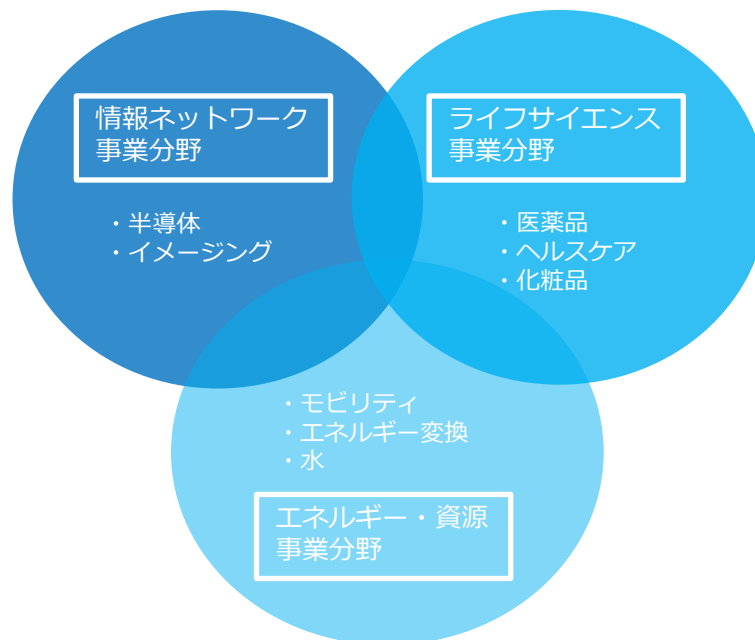 情報ネットワーク
事業分野
・半導体
・イメージング
ライフサイエンス
事業分野
・医薬品
・ヘルスケア
・化粧品
・モビリティ
・エネルギー変換
・水
エネルギー・資源
事業分野